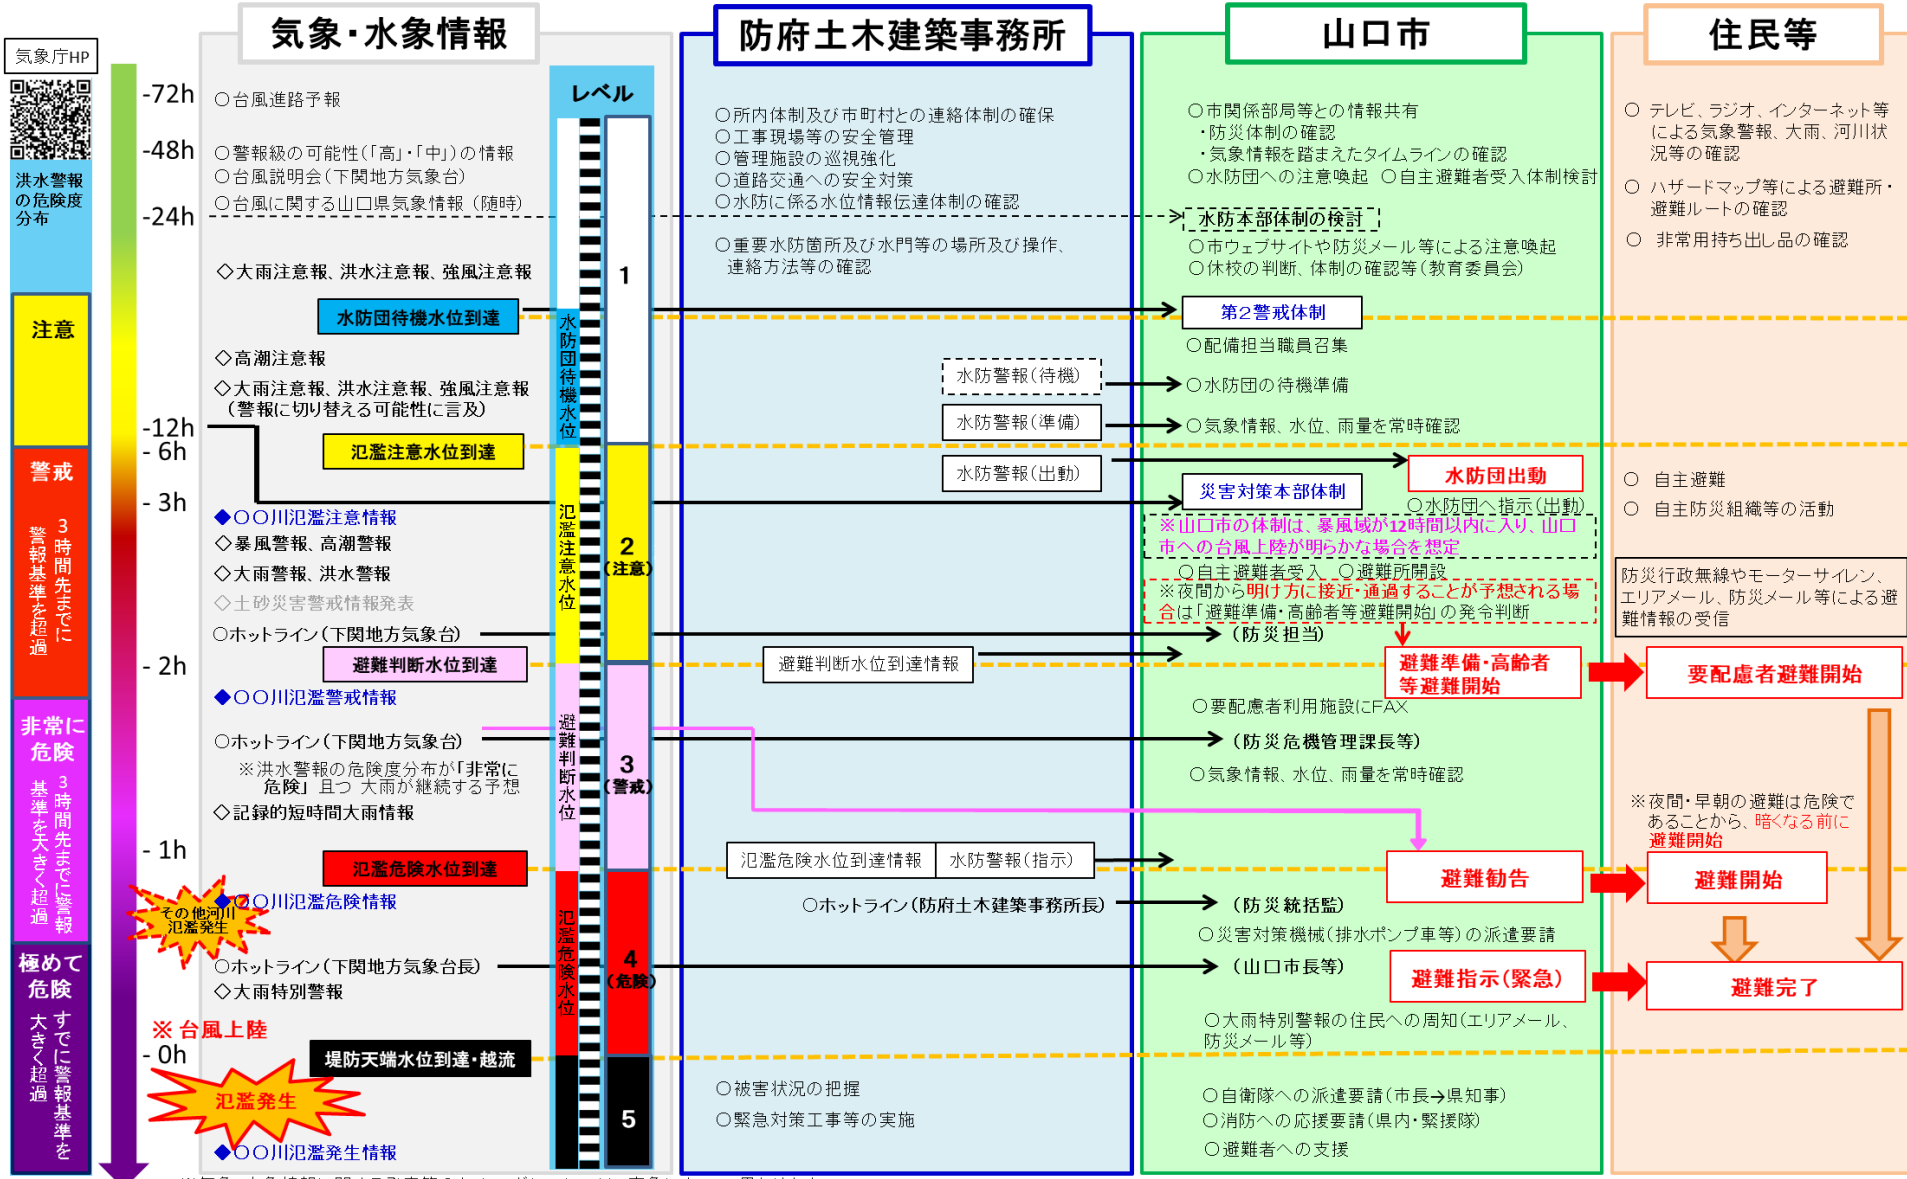 気象・水象情報
防府土木建築事務所
山口市
住民等
気象庁HP
洪水警報
の危険度
分布
注意
警戒
3時間先までに
警報基準を超過
非常に
危険
3時間先までに警報
基準を大きく超過
極めて
危険
すでに警報基準を
大きく超過
-72h
-48h
-24h
-12h
- 6h
- 3h
- 2h
- 1h
- 0h
○台風進路予報
○警報級の可能性(「高」・「中」)の情報
○台風説明会(下関地方気象台)
○台風に関する山口県気象情報(随時)
◇大雨注意報、洪水注意報、強風注意報
水防団待機水位到達
◇高潮注意報
◇大雨注意報、洪水注意報、強風注意報
(警報に切り替える可能性に言及)
氾濫注意水位到達
◆○○川氾濫注意情報
◇暴風警報、高潮警報
◇大雨警報、洪水警報
◇土砂災害警戒情報発表
○ホットライン(下関地方気象台)
避難判断水位到達
◆○○川氾濫警戒情報
○ホットライン(下関地方気象台)
※洪水警報の危険度分布が「非常に
危険」且つ 大雨が継続する予想
◇記録的短時間大雨情報
氾濫危険水位到達
その他河川
氾濫発生
◆○○川氾濫危険情報
○ホットライン(下関地方気象台長)
◇大雨特別警報
※台風上陸
堤防天端水位到達・越流
氾濫発生
◆○○川氾濫発生情報
レベル
水防団待機水位
氾濫注意水位
避難判断水位
氾濫危険水位
1
2
(注意)
3
(警戒)
4
(危険)
5
○所内体制及び市町村との連絡体制の確保
○工事現場等の安全管理
○管理施設の巡視強化
○道路交通への安全対策
○水防に係る水位情報伝達体制の確認
○重要水防箇所及び水門等の場所及び操作、
連絡方法等の確認
水防警報(待機)
水防警報(準備)
水防警報(出動)
避難判断水位到達情報
氾濫危険水位到達情報
水防警報(指示)
○ホットライン(防府土木建築事務所長)
○被害状況の把握
○緊急対策工事等の実施
○市関係部局等との情報共有
・防災体制の確認
・気象情報を踏まえたタイムラインの確認
○水防団への注意喚起 ○自主避難者受入体制検討
水防本部体制の検討
○市ウェブサイトや防災メール等による注意喚起
○休校の判断、体制の確認等(教育委員会)
第2警戒体制
○配備担当職員召集
○水防団の待機準備
○気象情報、水位、雨量を常時確認
水防団出動
災害対策本部体制
○水防団へ指示(出動)
※山口市の体制は、暴風域が12時間以内に入り、山口
市への台風上陸が明らかな場合を想定
○自主避難者受入 ○避難所開設
※夜間から明け方に接近・通過することが予想される場
合は「避難準備・高齢者等避難開始」の発令判断
(防災担当)
避難準備・高齢者
等避難開始
○要配慮者利用施設にFAX
(防災危機管理課長等)
○気象情報、水位、雨量を常時確認
避難勧告
(防災統括監)
○災害対策機械(排水ポンプ車等)の派遣要請
(山口市長等)
避難指示(緊急)
○大雨特別警報の住民への周知(エリアメール、
防災メール等)
○自衛隊への派遣要請(市長→県知事)
○消防への応援要請(県内・緊援隊)
○避難者への支援
○ テレビ、ラジオ、インターネット等
による気象警報、大雨、河川状
況等の確認
○ ハザードマップ等による避難所・
避難ルートの確認
○ 非常用持ち出し品の確認
○ 自主避難
○ 自主防災組織等の活動
防災行政無線やモーターサイレン、
エリアメール、防災メール等による避
難情報の受信
要配慮者避難開始
※夜間・早朝の避難は危険で
あることから、暗くなる前に
避難開始
避難開始
避難完了